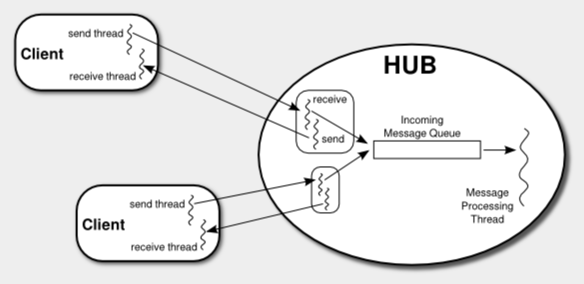 send thread
Client
receive thread
HUB
receive
send
Incoming
Message Queue
Message
Processing
Thread
send thread
Client
receive thread